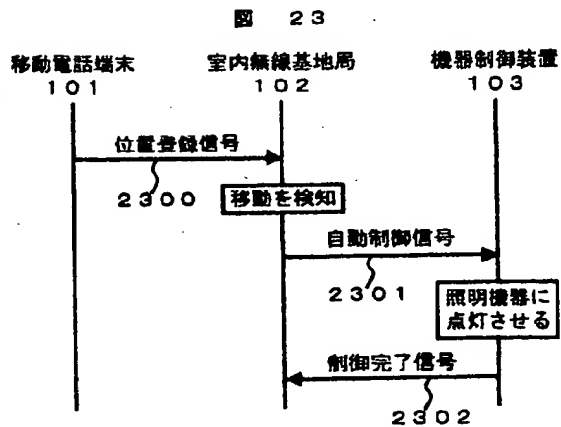 図 23
移動電話端末 室内無線基地局 機器制御装置
101 102 103
位置登録信号
2300
移動を検知
自動制御信号
2301
照明機器に
点灯させる
制御完了信号
2302